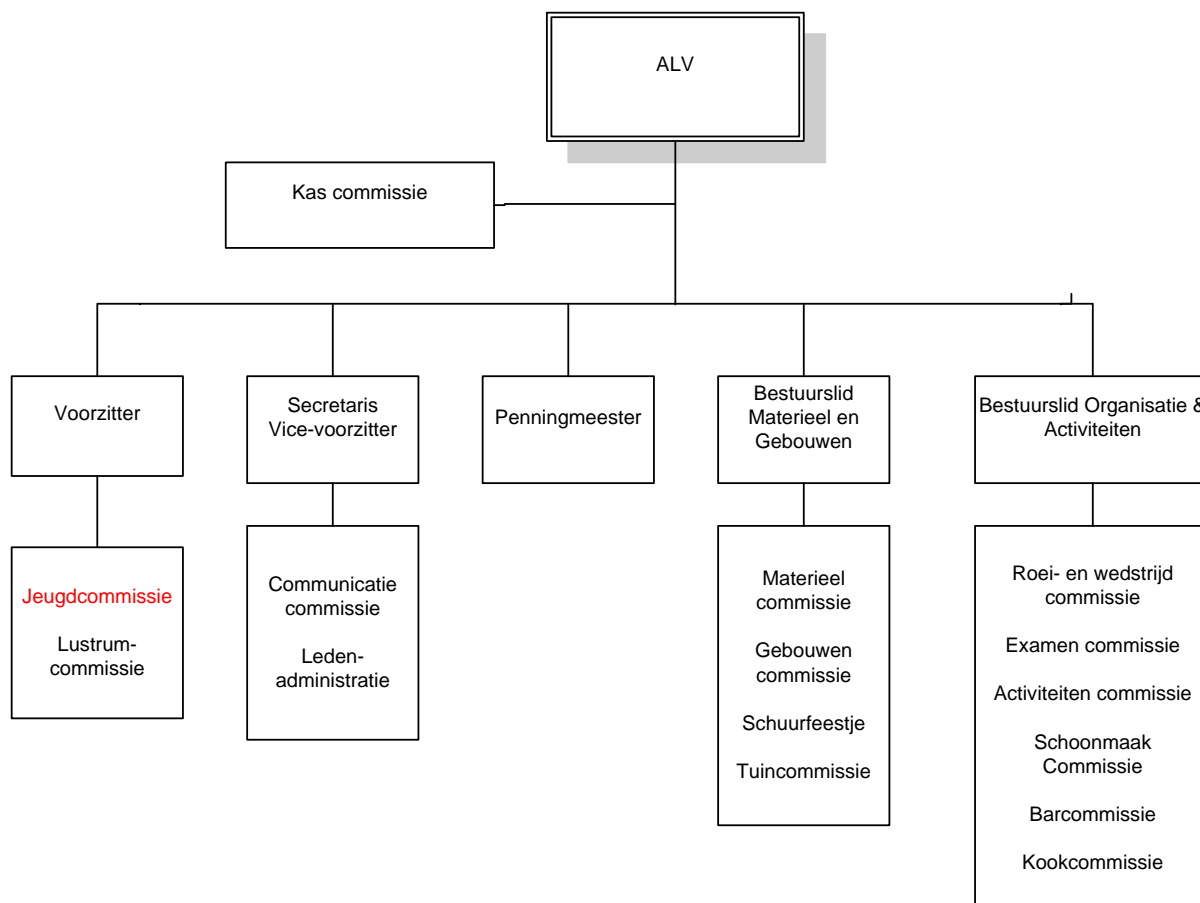 ALV
Kas commissie
Voorzitter
Secretaris
Vice-voorzitter
Penningmeester
Bestuurslid
Materieel en
Gebouwen
Bestuurslid Organisatie &
Activiteiten
Jeugdcommissie
Lustrum-
commissie
Communicatie
commissie
Leden-
administratie
Materieel
commissie
Gebouwen
commissie
Schuurfeestje
Tuincommissie
Roei- en wedstrijd
commissie
Examen commissie
Activiteiten commissie
Schoonmaak
Commissie
Barcommissie
Kookcommissie